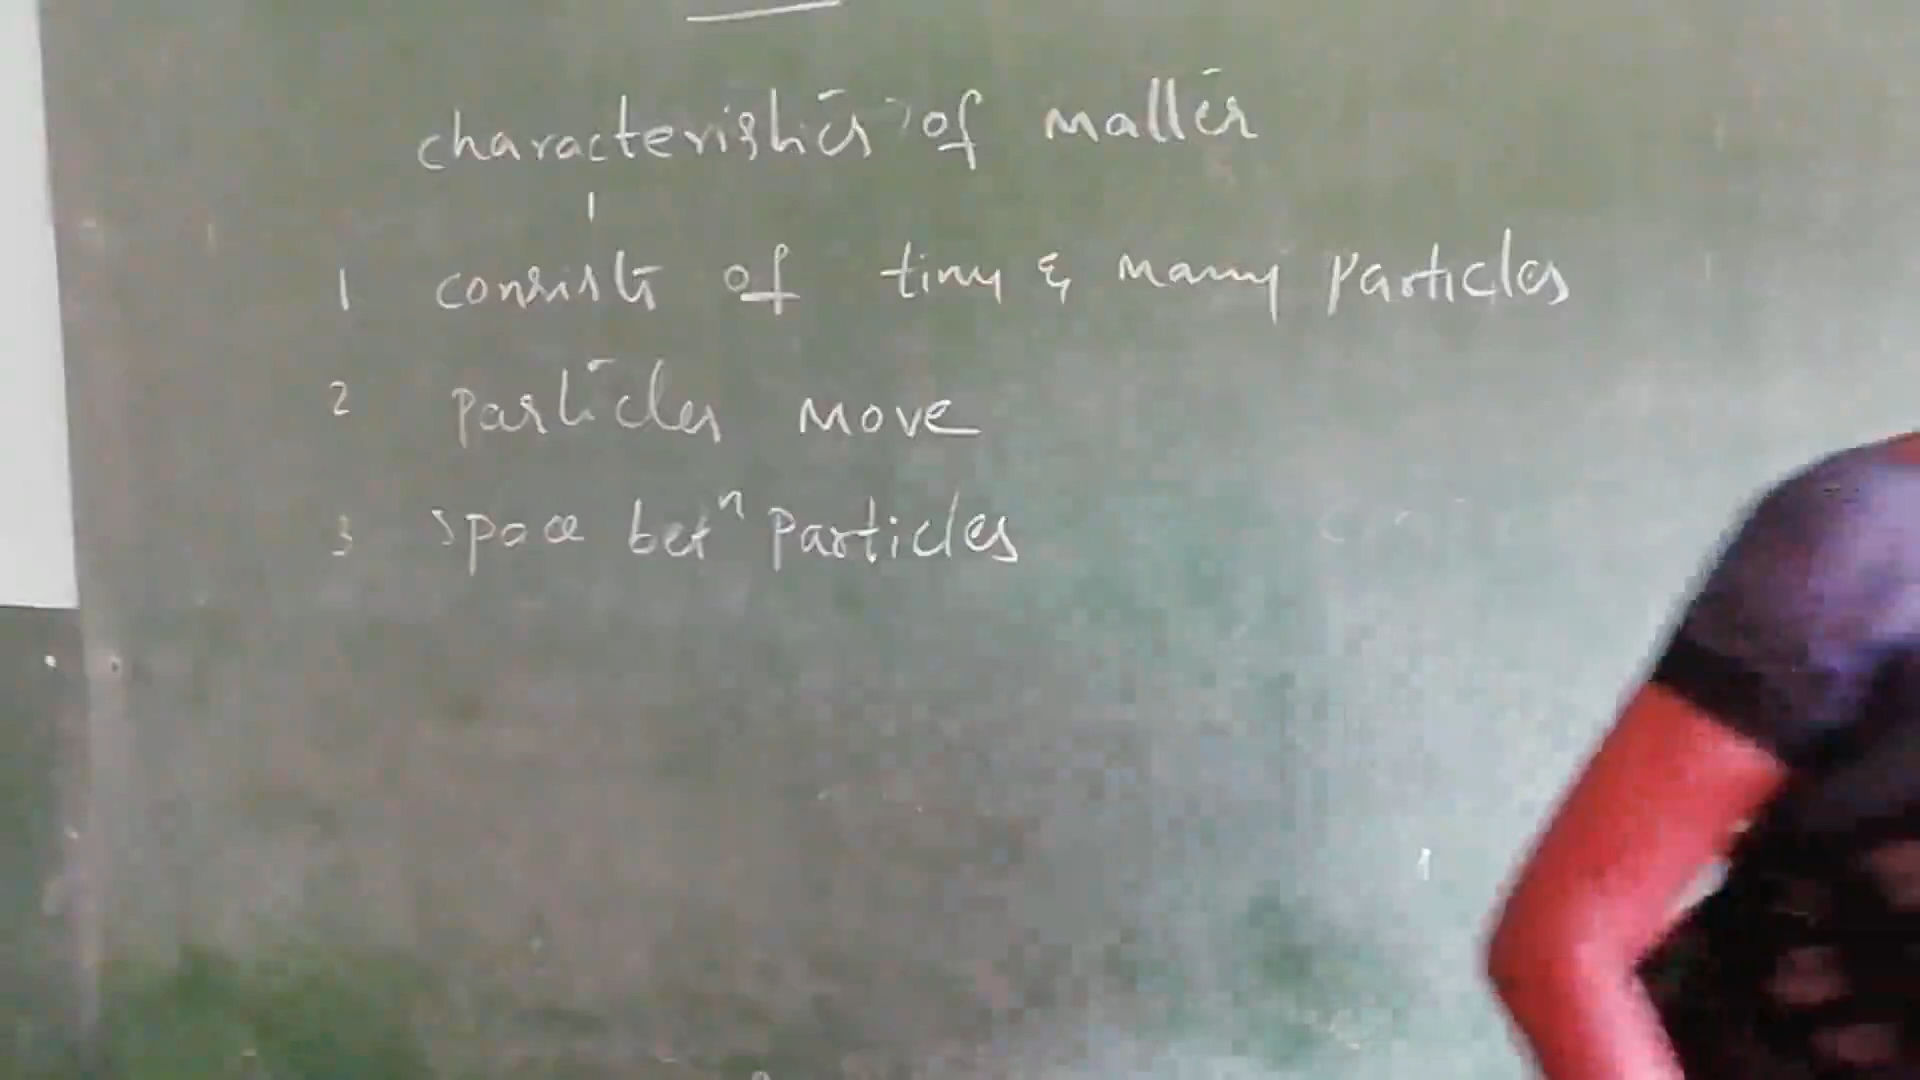 characteristics of matter
1 consists of tiny & many particles
2 particles move
3 space betⁿ particles